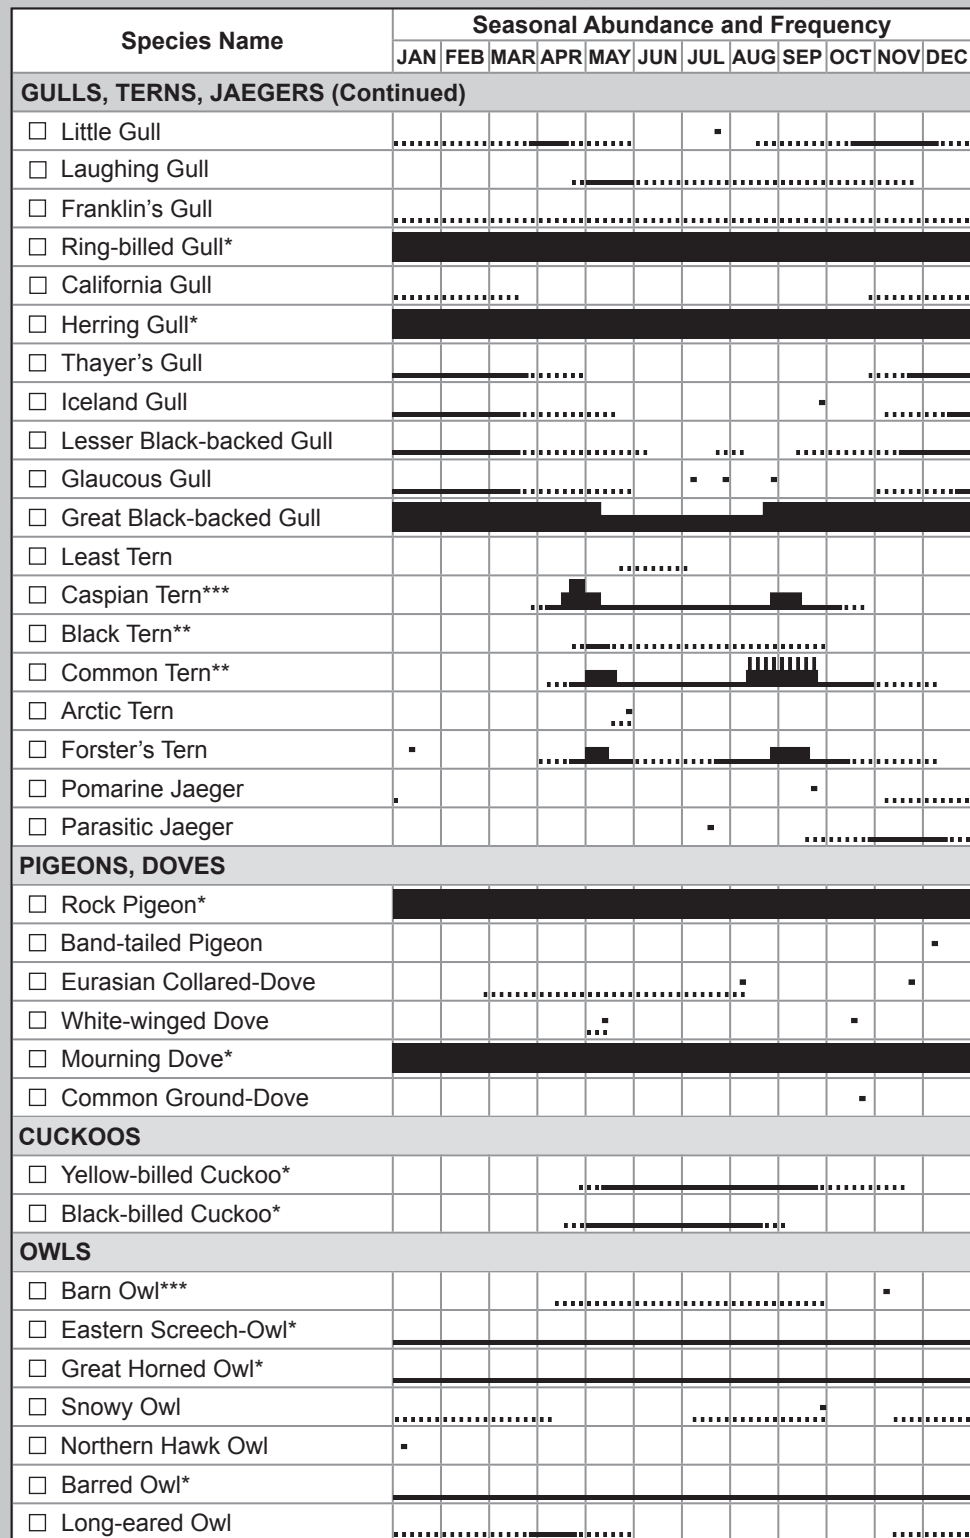 Species Name
Seasonal Abundance and Frequency
JAN FEB MAR APR MAY JUN JUL AUG SEP OCT NOV DEC
GULLS, TERNS, JAEGERS (Continued)
Little Gull
Laughing Gull
Franklin's Gull
Ring-billed Gull*
California Gull
Herring Gull*
Thayer's Gull
Iceland Gull
Lesser Black-backed Gull
Glaucous Gull
Great Black-backed Gull
Least Tern
Caspian Tern***
Black Tern**
Common Tern**
Arctic Tern
Forster's Tern
Pomarine Jaeger
Parasitic Jaeger
PIGEONS, DOVES
Rock Pigeon*
Band-tailed Pigeon
Eurasian Collared-Dove
White-winged Dove
Mourning Dove*
Common Ground-Dove
CUCKOOS
Yellow-billed Cuckoo*
Black-billed Cuckoo*
OWLS
Barn Owl***
Eastern Screech-Owl*
Great Horned Owl*
Snowy Owl
Northern Hawk Owl
Barred Owl*
Long-eared Owl